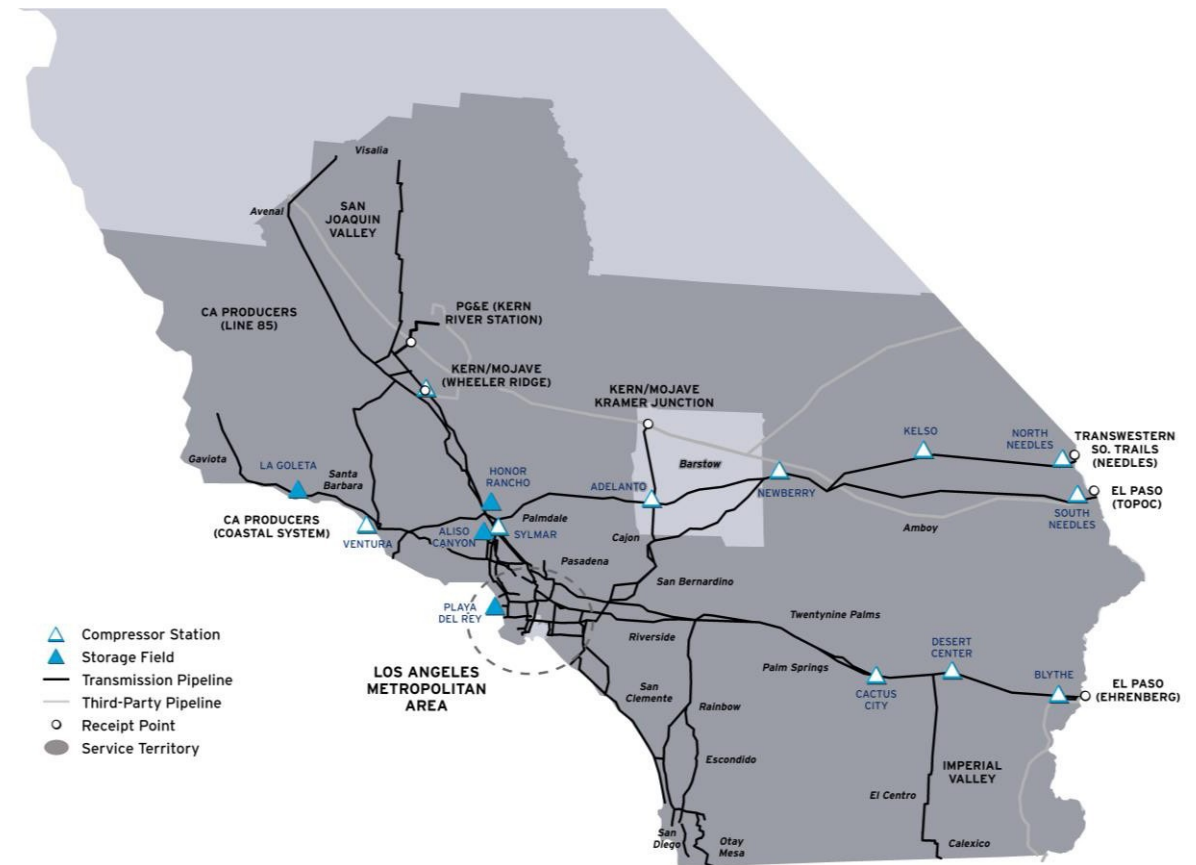 Visalia
Avenal
SAN
JOAQUIN
VALLEY
CA PRODUCERS
(LINE 85)
PG&E (KERN
RIVER STATION)
KERN/MOJAVE
(WHEELER RIDGE)
KERN/MOJAVE
KRAMER JUNCTION
KELSO
NORTH
NEEDLES
TRANSWESTERN
SO. TRAILS
(NEEDLES)
Gaviota
LA GOLETA
Santa
Barbara
HONOR
RANCHO
ADELANTO
Barstow
NEWBERRY
EL PASO
(TOPOC)
SOUTH
NEEDLES
CA PRODUCERS
(COASTAL SYSTEM)
VENTURA
ALISO
CANYON
SYLMAR
Palmdale
Cajon
Amboy
Pasadena
San Bernardino
PLAYA
DEL REY
Twentynine Palms
Riverside
Compressor Station
Storage Field
Transmission Pipeline
Third-Party Pipeline
Receipt Point
Service Territory
LOS ANGELES
METROPOLITAN
AREA
San
Clemente
Rainbow
Palm Springs
CACTUS
CITY
DESERT
CENTER
BLYTHE
EL PASO
(EHRENBERG)
Escondido
IMPERIAL
VALLEY
El Centro
San
Diego
Otay
Mesa
Calexico